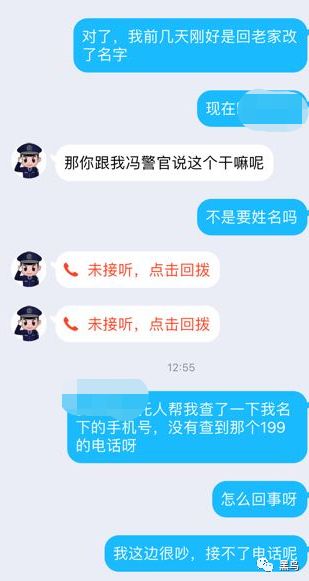 对了，我前几天刚好是回老家改
了名字
现在
那你跟我冯警官说这个干嘛呢
不是要姓名吗
未接听，点击回拨
未接听，点击回拨
12:55
托人帮我查了一下我名
下的手机号，没有查到那个199
的电话呀
怎么回事呀
我这边很吵，接不了电话呢
黑鸟